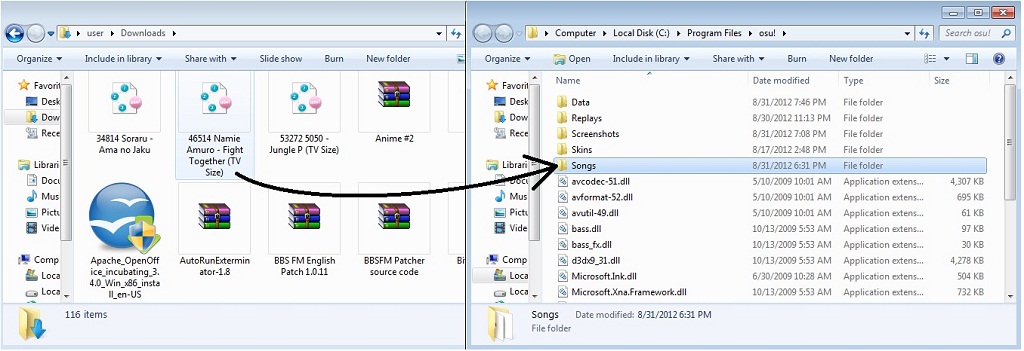 user ▸ Downloads ▸
Organize Include in library Share with Slide show Burn New folder
Favorit
Desk
Dow
Rece
Librari
Docu
Musi
Pictu
Vide
Comp
Loca
34814 Soraru -
Ama no Jaku
46514 Namie
Amuro - Fight
Together (TV
Size)
53272 5050 -
Jungle P (TV Size)
Anime #2
Apache_OpenOff
ice_incubating_3.
4.0_Win_x86_insta
ll_en-US
AutoRunExtermin
ator-1.8
BBS FM English
Patch 1.0.11
BBSFM Patcher
source code
Bi
116 items
Computer ▸ Local Disk (C:) ▸ Program Files ▸ osu! ▸
Search osu!
Organize Open Include in library Share with Burn New folder
Favorit
Desk
Dow
Rece
Librari
Docu
Musi
Pictu
Vide
Comp
Loca
Name Date modified Type Size
Data 8/31/2012 7:46 PM File folder
Replays 8/30/2012 11:13 PM File folder
Screenshots 8/31/2012 7:08 PM File folder
Skins 8/17/2012 2:48 PM File folder
Songs 8/31/2012 6:31 PM File folder
avcodec-51.dll 5/10/2009 10:01 AM Application extens... 4,307 KB
avformat-52.dll 5/10/2009 10:01 AM Application extens... 695 KB
avutil-49.dll 5/10/2009 10:01 AM Application extens... 61 KB
bass.dll 10/13/2009 5:53 AM Application extens... 97 KB
bass_fx.dll 10/13/2009 5:53 AM Application extens... 30 KB
d3dx9_31.dll 10/13/2009 5:53 AM Application extens... 4,278 KB
Microsoft.Ink.dll 6/30/2009 10:28 AM Application extens... 504 KB
Microsoft.Xna.Framework.dll 10/13/2009 5:53 AM Application extens... 732 KB
Songs Date modified: 8/31/2012 6:31 PM
File folder